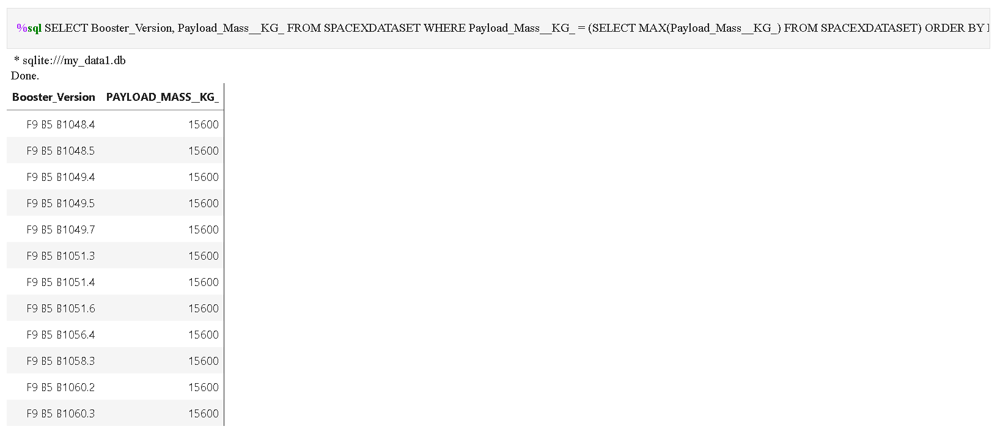 %sql SELECT Booster_Version, Payload_Mass__KG_ FROM SPACEXDATASET WHERE Payload_Mass__KG_ = (SELECT MAX(Payload_Mass__KG_) FROM SPACEXDATASET) ORDER BY
* sqlite:///my_data1.db
Done.
Booster_Version PAYLOAD_MASS__KG_
F9 B5 B1048.4 15600
F9 B5 B1048.5 15600
F9 B5 B1049.4 15600
F9 B5 B1049.5 15600
F9 B5 B1049.7 15600
F9 B5 B1051.3 15600
F9 B5 B1051.4 15600
F9 B5 B1051.6 15600
F9 B5 B1056.4 15600
F9 B5 B1058.3 15600
F9 B5 B1060.2 15600
F9 B5 B1060.3 15600